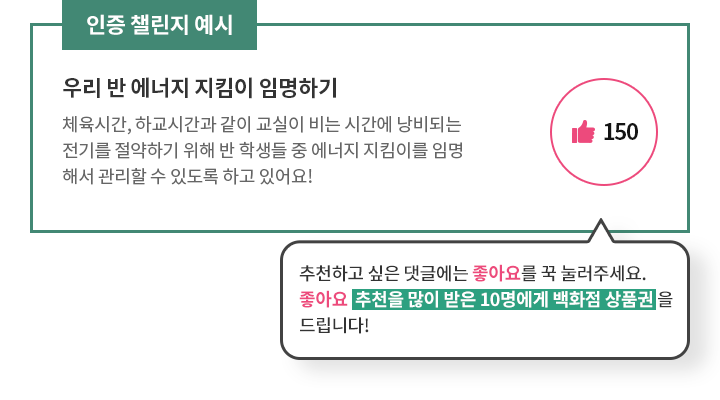 인증 챌린지 예시
우리 반 에너지 지킴이 임명하기
체육시간, 하교시간과 같이 교실이 비는 시간에 낭비되는
전기를 절약하기 위해 반 학생들 중 에너지 지킴이를 임명
해서 관리할 수 있도록 하고 있어요!
150
추천하고 싶은 댓글에는 좋아요를 꾹 눌러주세요.
좋아요 추천을 많이 받은 10명에게 백화점 상품권을
드립니다!